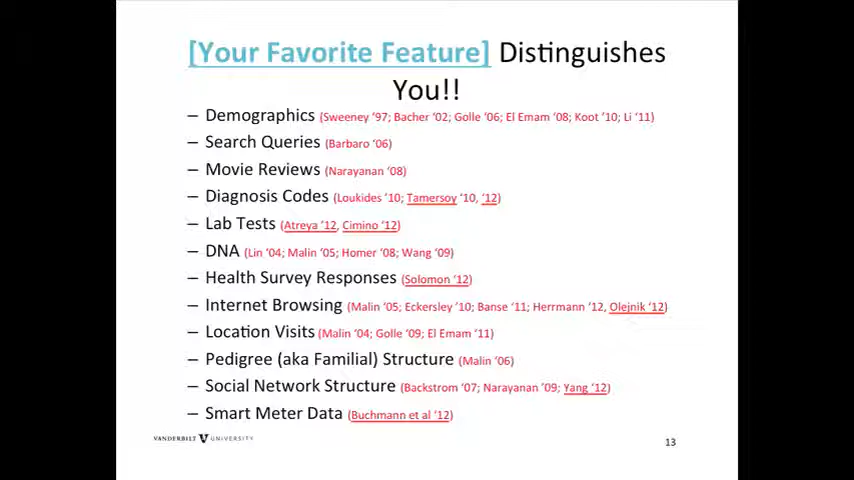 [Your Favorite Feature] Distinguishes
You!!
– Demographics (Sweeney ‘97; Bacher ‘02; Golle ‘06; El Emam ‘08; Koot ‘10; Li ‘11)
– Search Queries (Barbaro ‘06)
– Movie Reviews (Narayanan ‘08)
– Diagnosis Codes (Loukides ‘10; Tamersoy ‘10, ‘12)
– Lab Tests (Atreya ‘12, Cimino ‘12)
– DNA (Lin ‘04; Malin ‘05; Homer ‘08; Wang ‘09)
– Health Survey Responses (Solomon ‘12)
– Internet Browsing (Malin ‘05; Eckersley ‘10; Banse ‘11; Herrmann ‘12, Olejnik ‘12)
– Location Visits (Malin ‘04; Golle ‘09; El Emam ‘11)
– Pedigree (aka Familial) Structure (Malin ‘06)
– Social Network Structure (Backstrom ‘07; Narayanan ‘09; Yang ‘12)
– Smart Meter Data (Buchmann et al ‘12)
VANDERBILT V UNIVERSITY
13